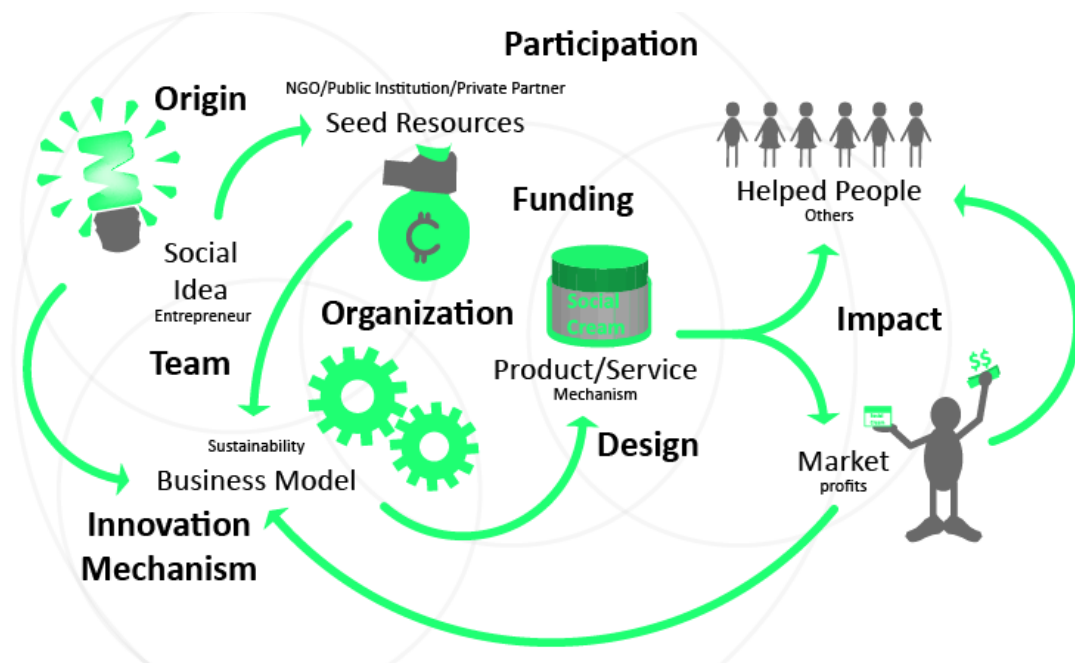 Participation
NGO/Public Institution/Private Partner
Origin
Seed Resources
Funding
Helped People
Others
Social
Idea
Entrepreneur
Organization
Social
Cream
Impact
Team
Product/Service
Mechanism
$$
Design
Sustainability
Business Model
Market
profits
Innovation
Mechanism